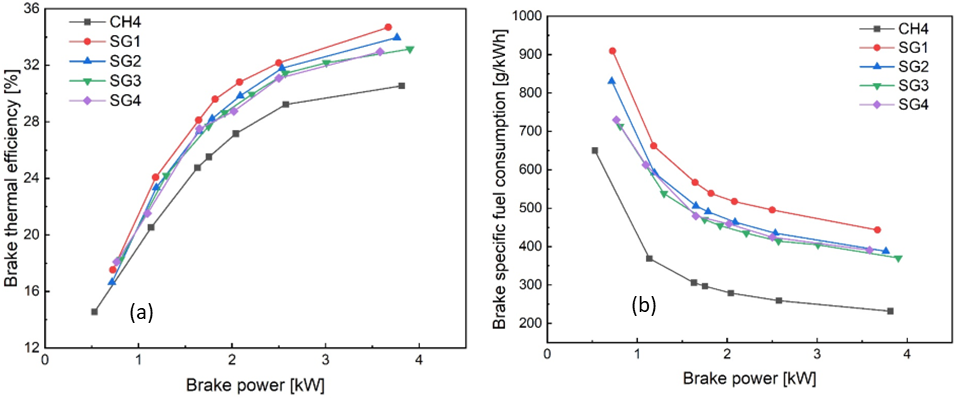 36
32
28
24
20
16
12
Brake thermal efficiency [%]
CH4
SG1
SG2
SG3
SG4
(a)
0 1 2 3 4
Brake power [kW]
1000
900
800
700
600
500
400
300
200
Brake specific fuel consumption [g/kWh]
CH4
SG1
SG2
SG3
SG4
(b)
0 1 2 3 4
Brake power [kW]